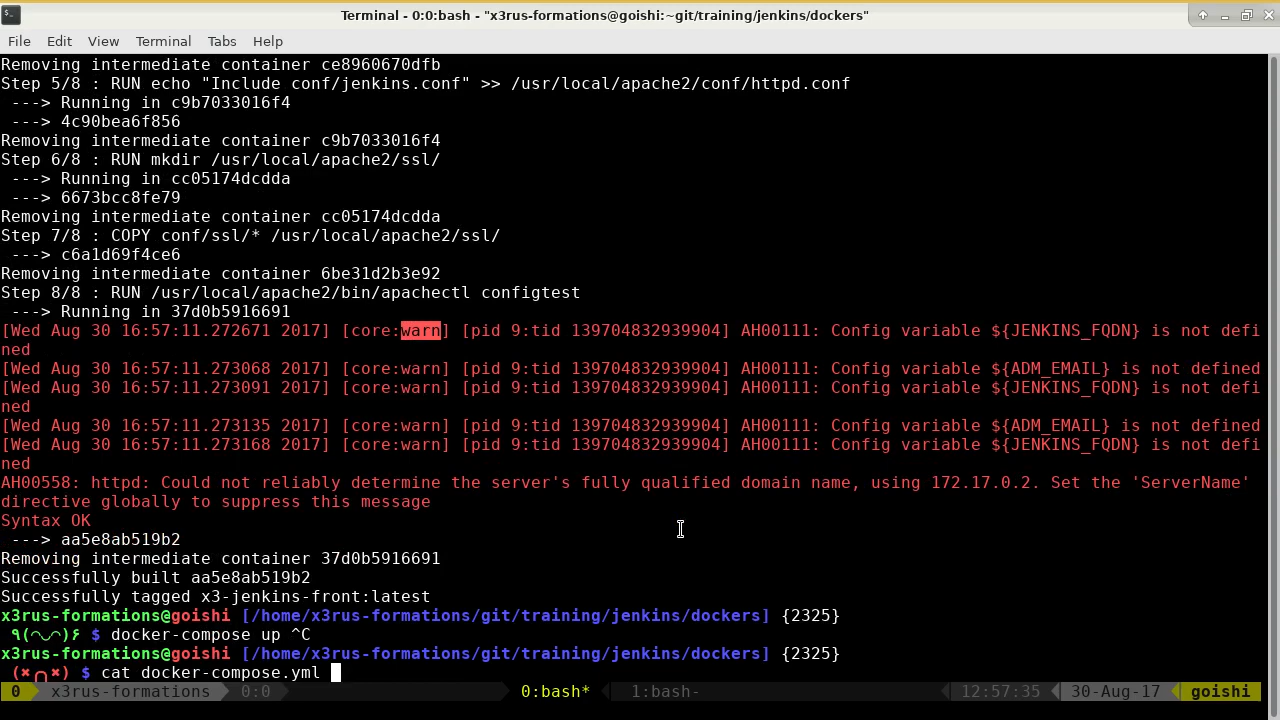 Terminal - 0:0:bash - "x3rus-formations@goishi:~git/training/jenkins/dockers"
File Edit View Terminal Tabs Help
Removing intermediate container ce8960670dfb
Step 5/8 : RUN echo "Include conf/jenkins.conf" >> /usr/local/apache2/conf/httpd.conf
 ---> Running in c9b7033016f4
 ---> 4c90bea6f856
Removing intermediate container c9b7033016f4
Step 6/8 : RUN mkdir /usr/local/apache2/ssl/
 ---> Running in cc05174dcdda
 ---> 6673bcc8fe79
Removing intermediate container cc05174dcdda
Step 7/8 : COPY conf/ssl/* /usr/local/apache2/ssl/
 ---> c6a1d69f4ce6
Removing intermediate container 6be31d2b3e92
Step 8/8 : RUN /usr/local/apache2/bin/apachectl configtest
 ---> Running in 37d0b5916691
[Wed Aug 30 16:57:11.272671 2017] [core:warn] [pid 9:tid 139704832939904] AH00111: Config variable ${JENKINS_FQDN} is not defi
ned
[Wed Aug 30 16:57:11.273068 2017] [core:warn] [pid 9:tid 139704832939904] AH00111: Config variable ${ADM_EMAIL} is not defined
[Wed Aug 30 16:57:11.273091 2017] [core:warn] [pid 9:tid 139704832939904] AH00111: Config variable ${JENKINS_FQDN} is not defi
ned
[Wed Aug 30 16:57:11.273135 2017] [core:warn] [pid 9:tid 139704832939904] AH00111: Config variable ${ADM_EMAIL} is not defined
[Wed Aug 30 16:57:11.273168 2017] [core:warn] [pid 9:tid 139704832939904] AH00111: Config variable ${JENKINS_FQDN} is not defi
ned
AH00558: httpd: Could not reliably determine the server's fully qualified domain name, using 172.17.0.2. Set the 'ServerName'
directive globally to suppress this message
Syntax OK
 ---> aa5e8ab519b2
Removing intermediate container 37d0b5916691
Successfully built aa5e8ab519b2
Successfully tagged x3-jenkins-front:latest
x3rus-formations@goishi [/home/x3rus-formations/git/training/jenkins/dockers] {2325}
 ٩(◠◡◠)۶ $ docker-compose up ^C
x3rus-formations@goishi [/home/x3rus-formations/git/training/jenkins/dockers] {2325}
 (✖╭╮✖) $ cat docker-compose.yml
0 x3rus-formations 0:0 0:bash* 1:bash- 12:57:35 30-Aug-17 goishi